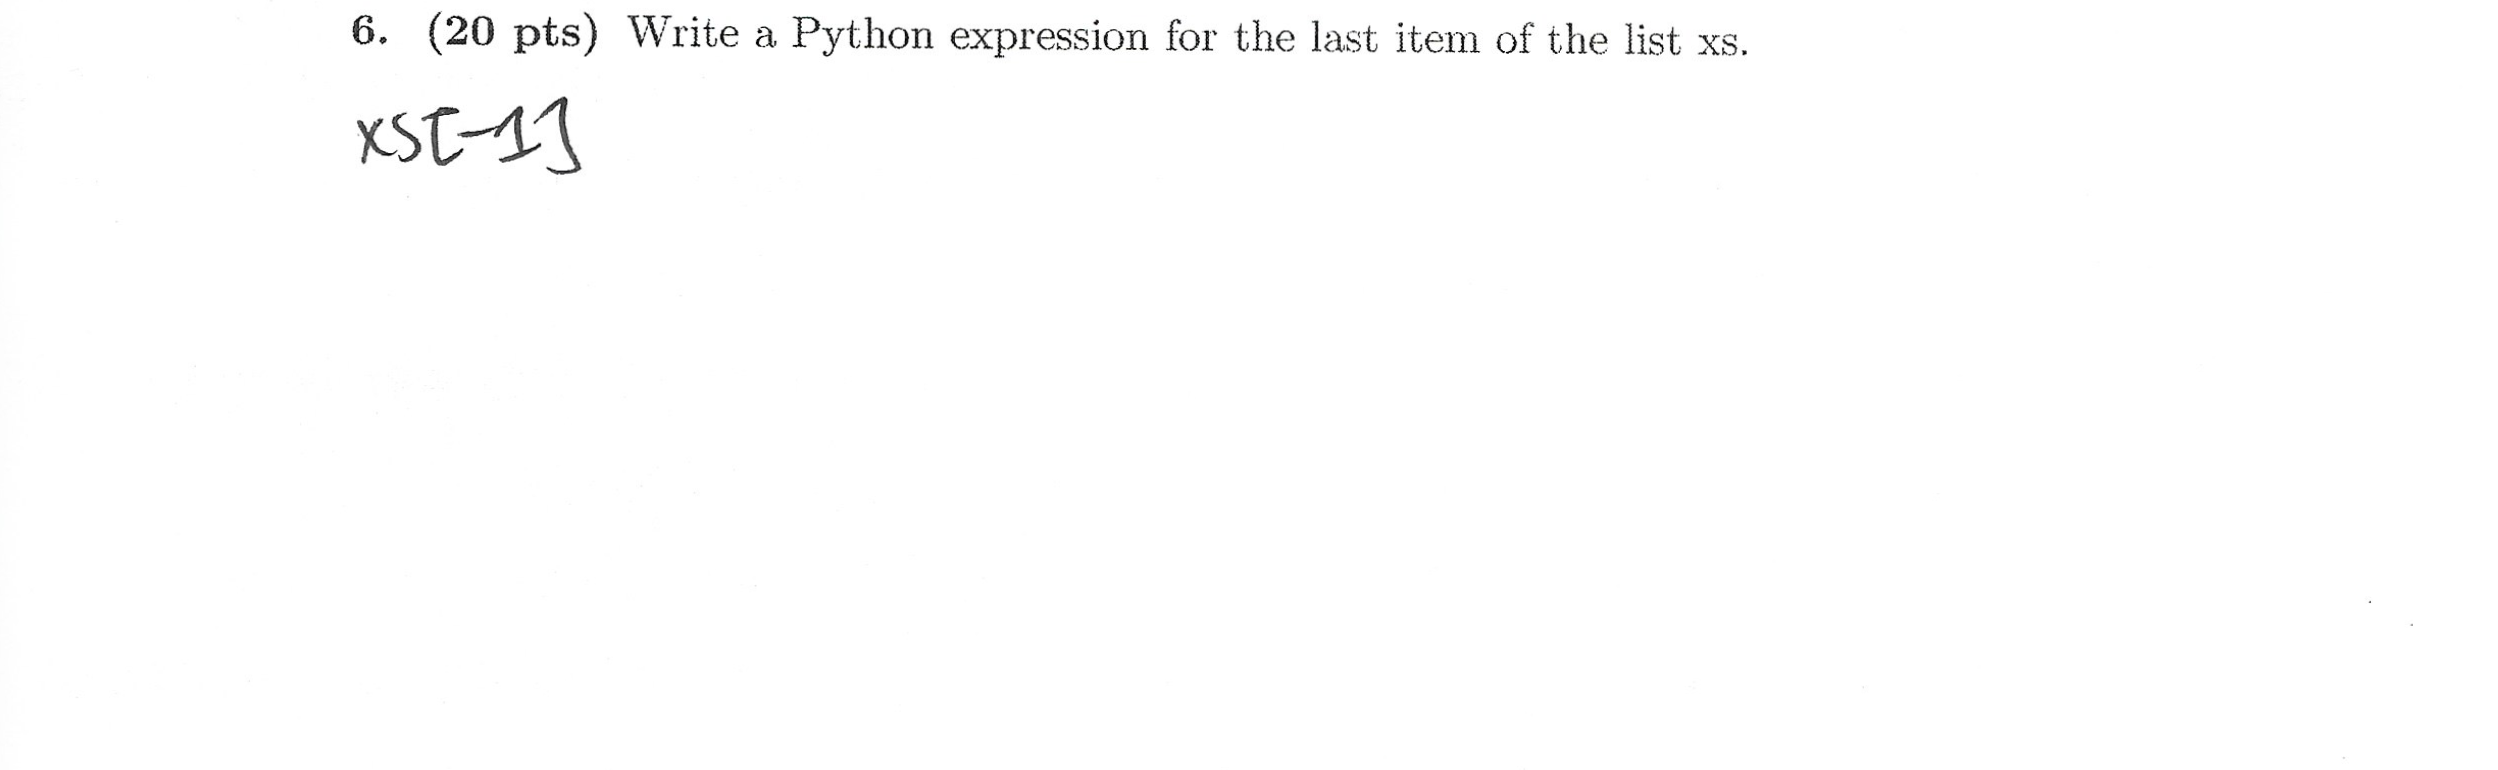 6. (20 pts) Write a Python expression for the last item of the list xs.
xs[-1]